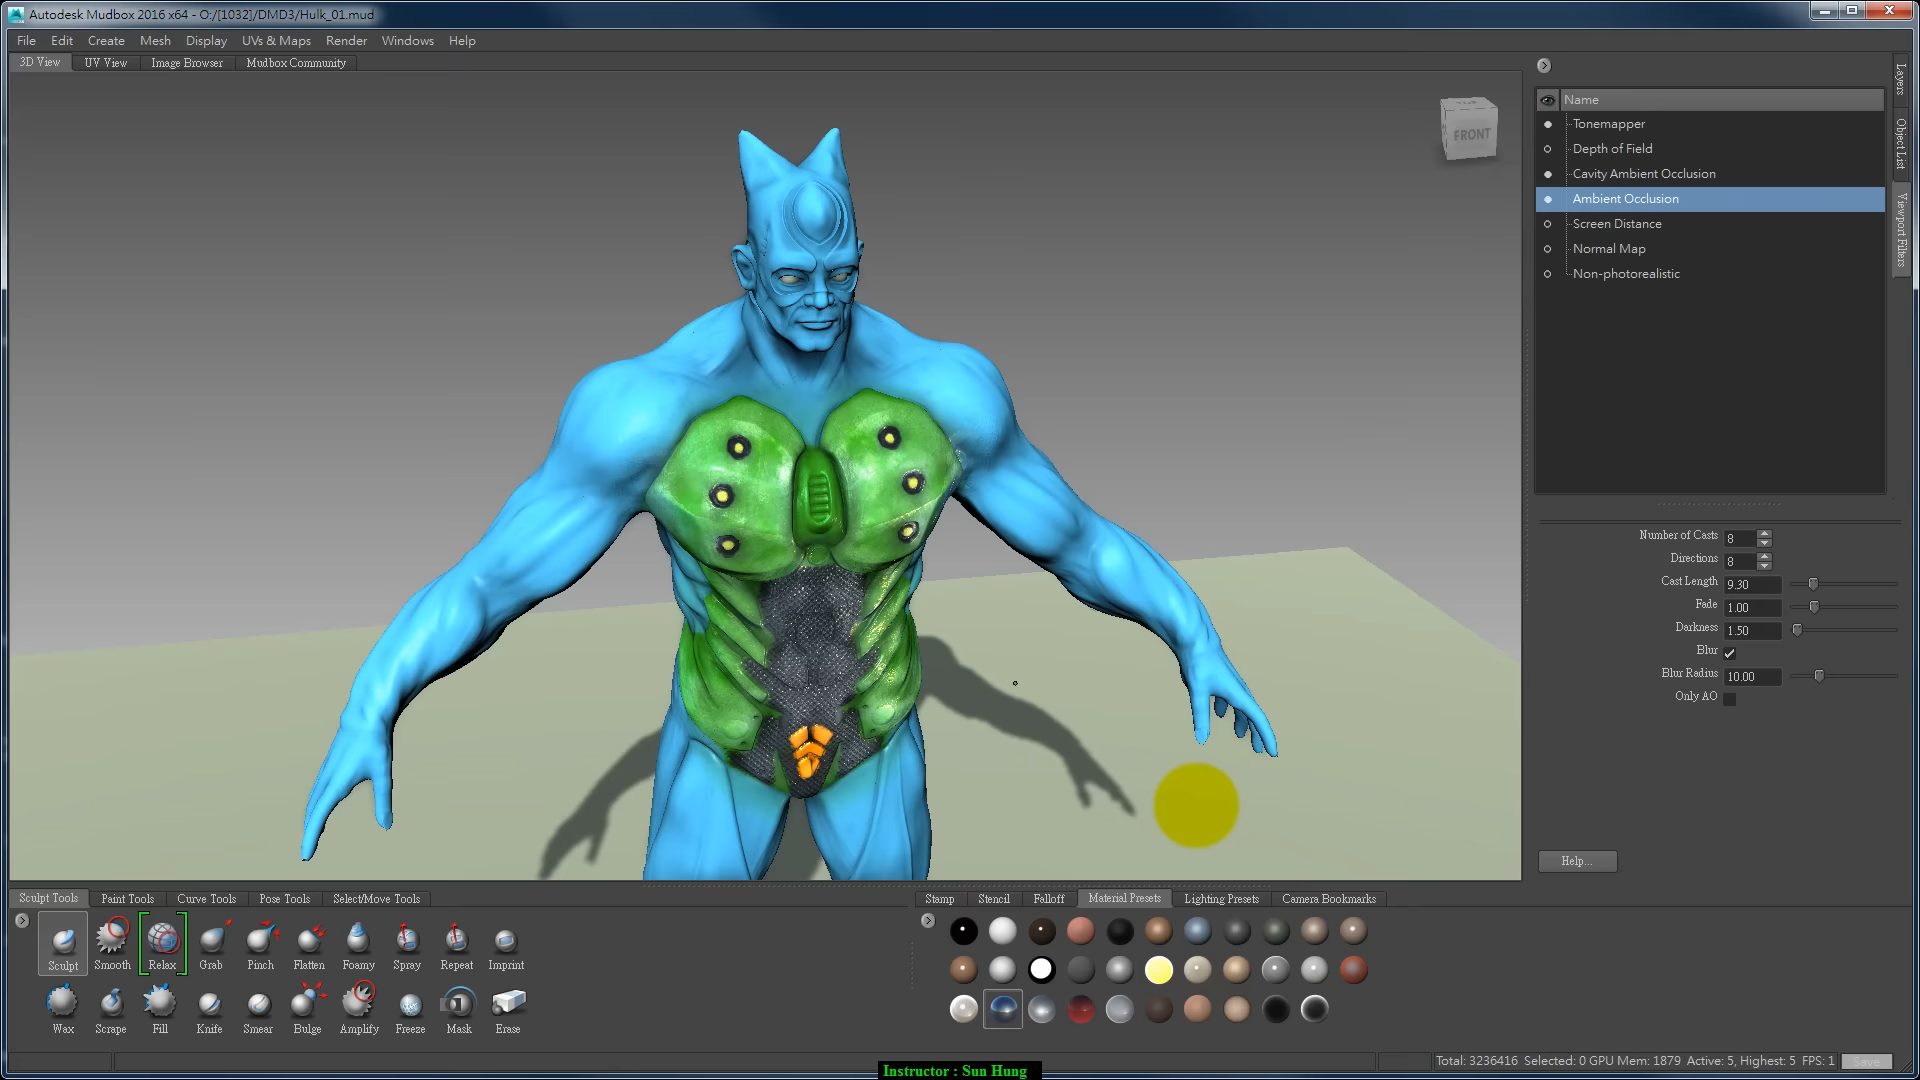 Autodesk Mudbox 2016 x64 - O:/[1032]/DMD3/Hulk_01.mud
File Edit Create Mesh Display UVs & Maps Render Windows Help
3D View UV View Image Browser Mudbox Community
FRONT
Name
Tonemapper
Depth of Field
Cavity Ambient Occlusion
Ambient Occlusion
Screen Distance
Normal Map
Non-photorealistic
Layers
Object List
Viewport Filters
Number of Casts 8
Directions 8
Cast Length 9.30
Fade 1.00
Darkness 1.50
Blur
Blur Radius 10.00
Only AO
Help...
Sculpt Tools Paint Tools Curve Tools Pose Tools Select/Move Tools
Sculpt Smooth Relax Grab Pinch Flatten Foamy Spray Repeat Imprint
Wax Scrape Fill Knife Smear Bulge Amplify Freeze Mask Erase
Stamp Stencil Falloff Material Presets Lighting Presets Camera Bookmarks
Total: 3236416 Selected: 0 GPU Mem: 1879 Active: 5, Highest: 5 FPS: 1
Save
Instructor : Sun Hung